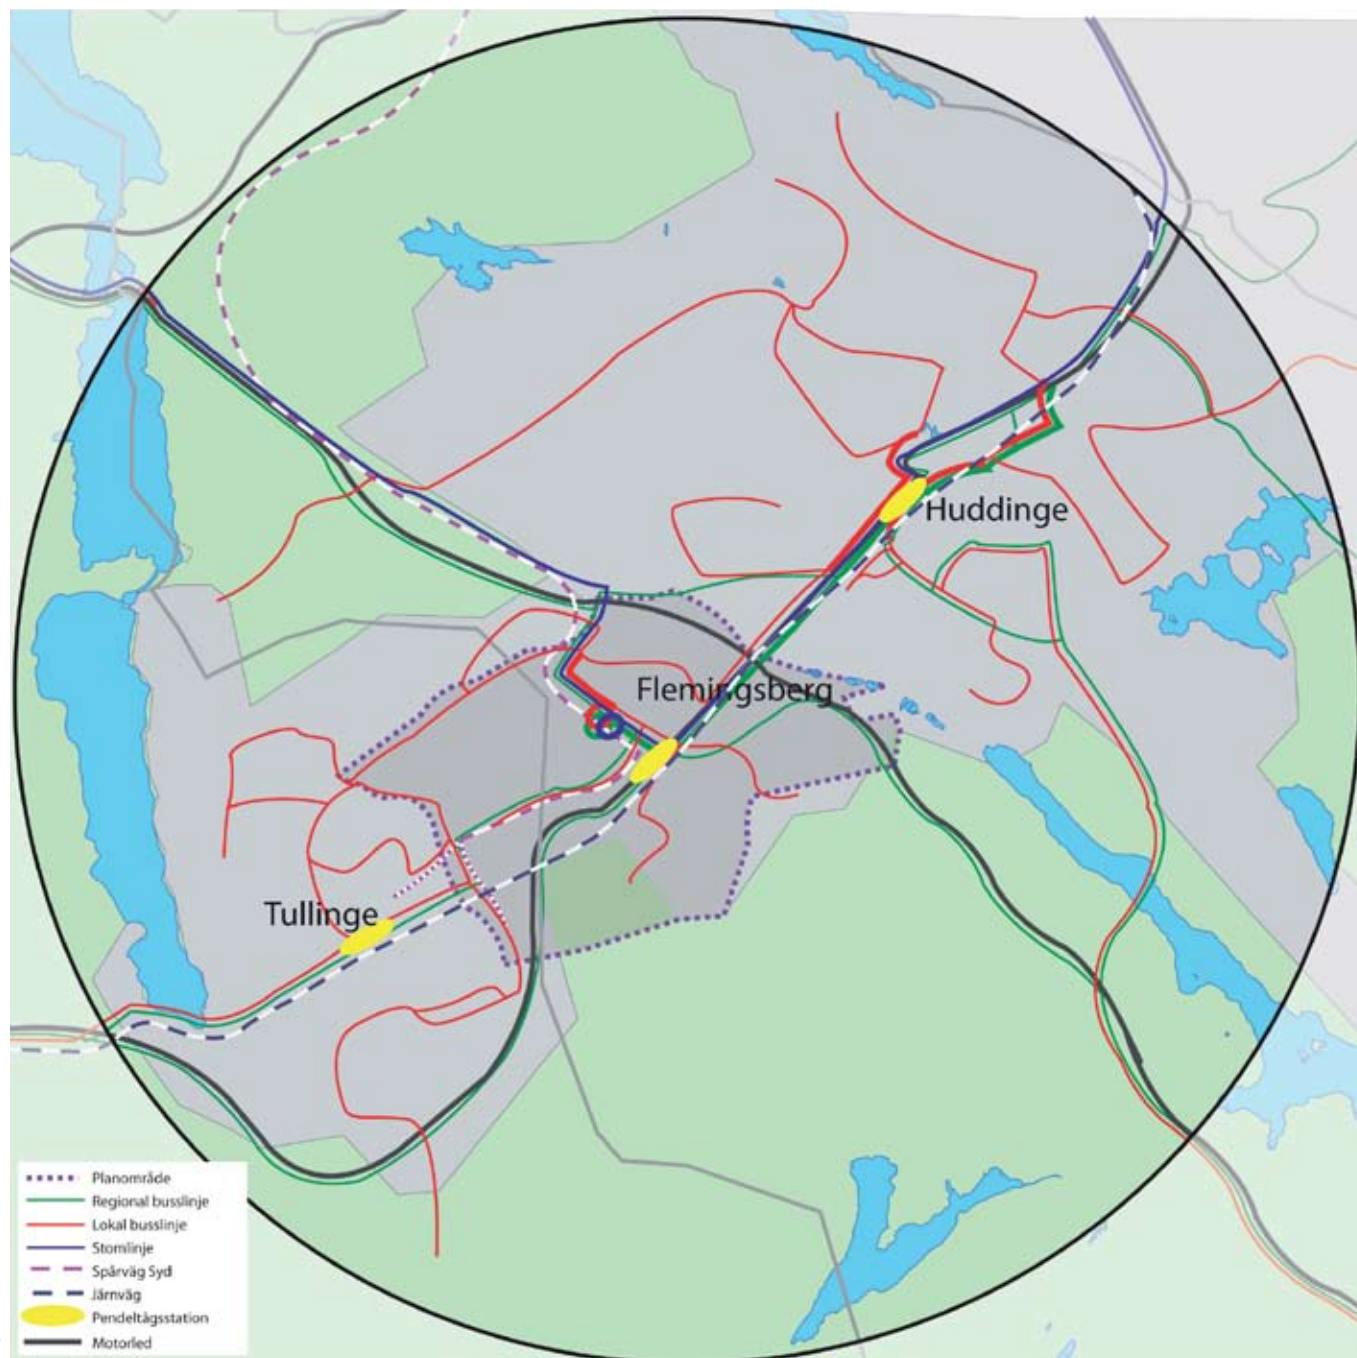 Huddinge
Flemingsberg
Tullinge
Planområde
Regional busslinje
Lokal busslinje
Stomlinje
Spårväg Syd
Järnväg
Pendeltågsstation
Motorled